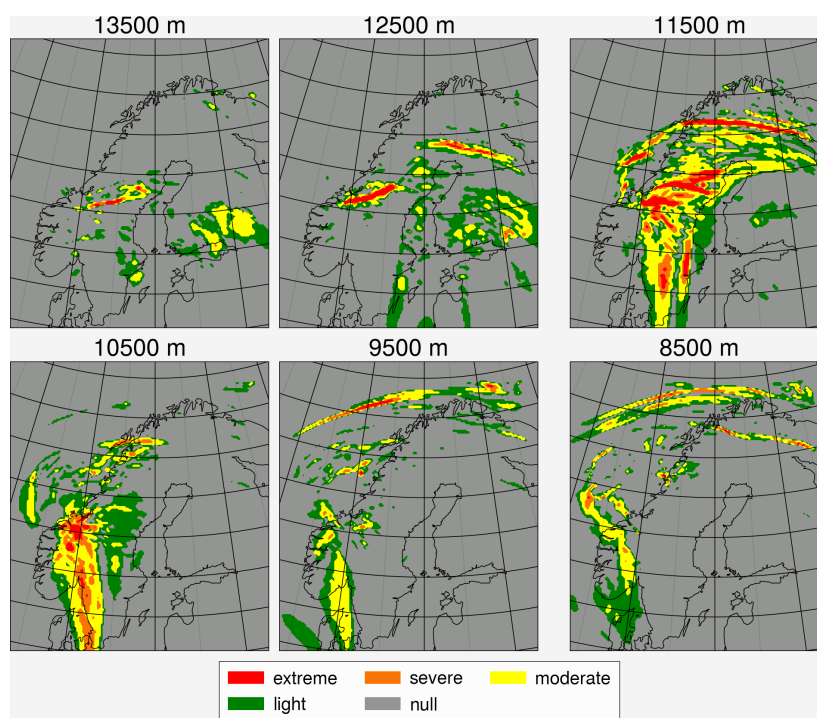 13500 m
12500 m
11500 m
10500 m
9500 m
8500 m
extreme severe moderate
light null